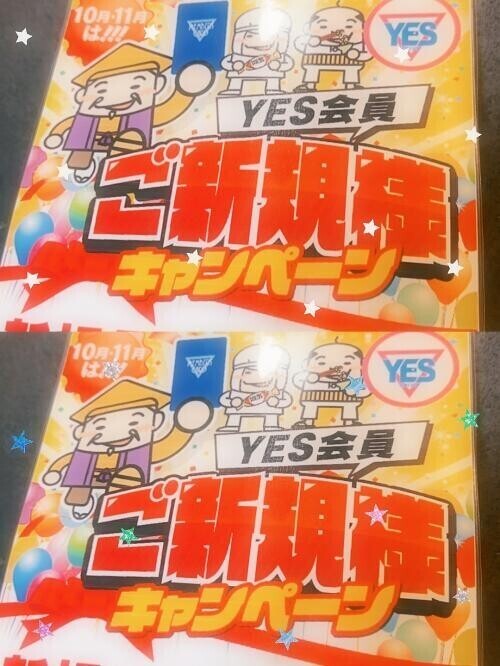 10月·11月
は!!!
YES
YES会員
ご新規様
キャンペーン
10月·11月
は!!!
YES
YES会員
ご新規様
キャンペーン